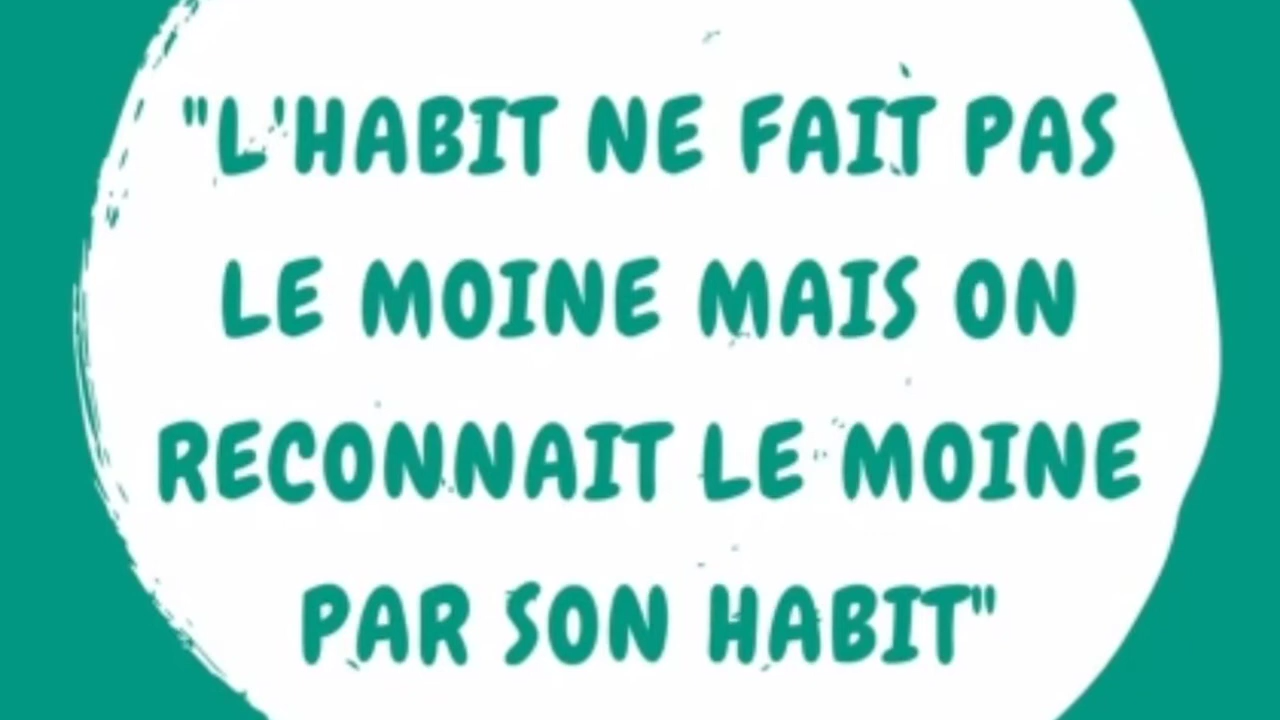 "L'HABIT NE FAIT PAS
LE MOINE MAIS ON
RECONNAIT LE MOINE
PAR SON HABIT"